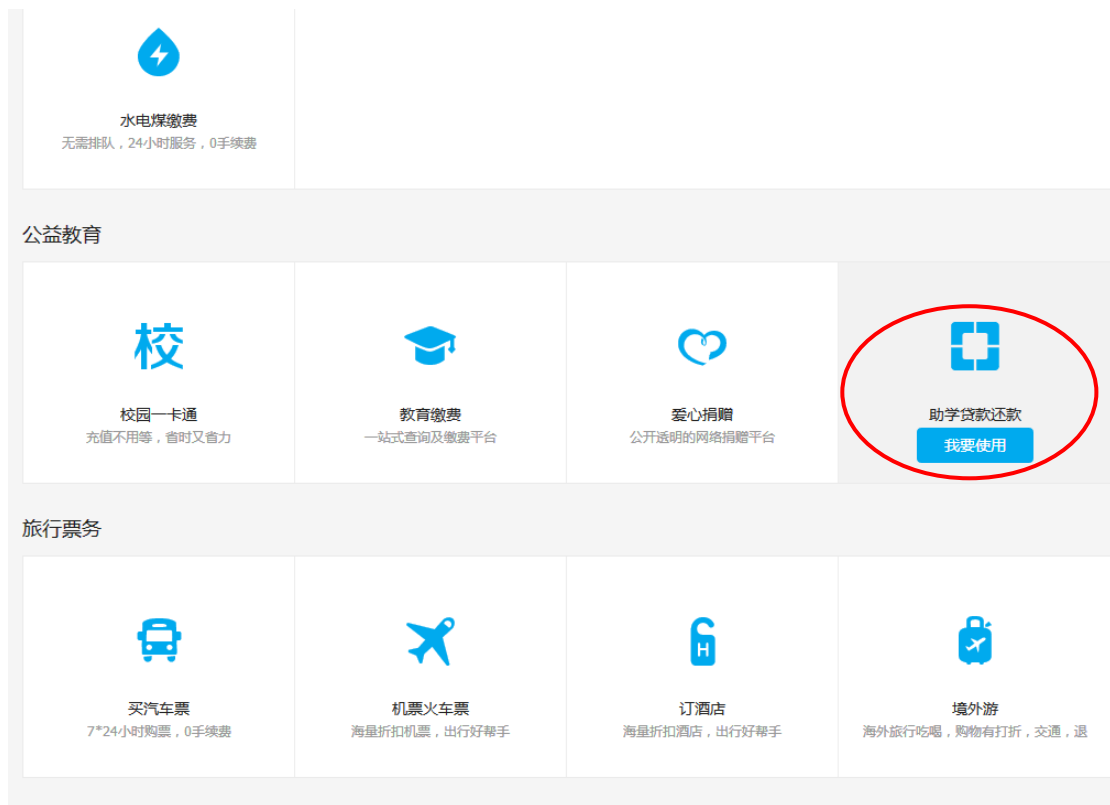 水电煤缴费
无需排队，24小时服务，0手续费
公益教育
校
校园一卡通
充值不用等，省时又省力
教育缴费
一站式查询及缴费平台
爱心捐赠
公开透明的网络捐赠平台
助学贷款还款
我要使用
旅行票务
买汽车票
7*24小时购票，0手续费
机票火车票
海量折扣机票，出行好帮手
H
订酒店
海量折扣酒店，出行好帮手
境外游
海外旅行吃喝，购物有打折，交通，退